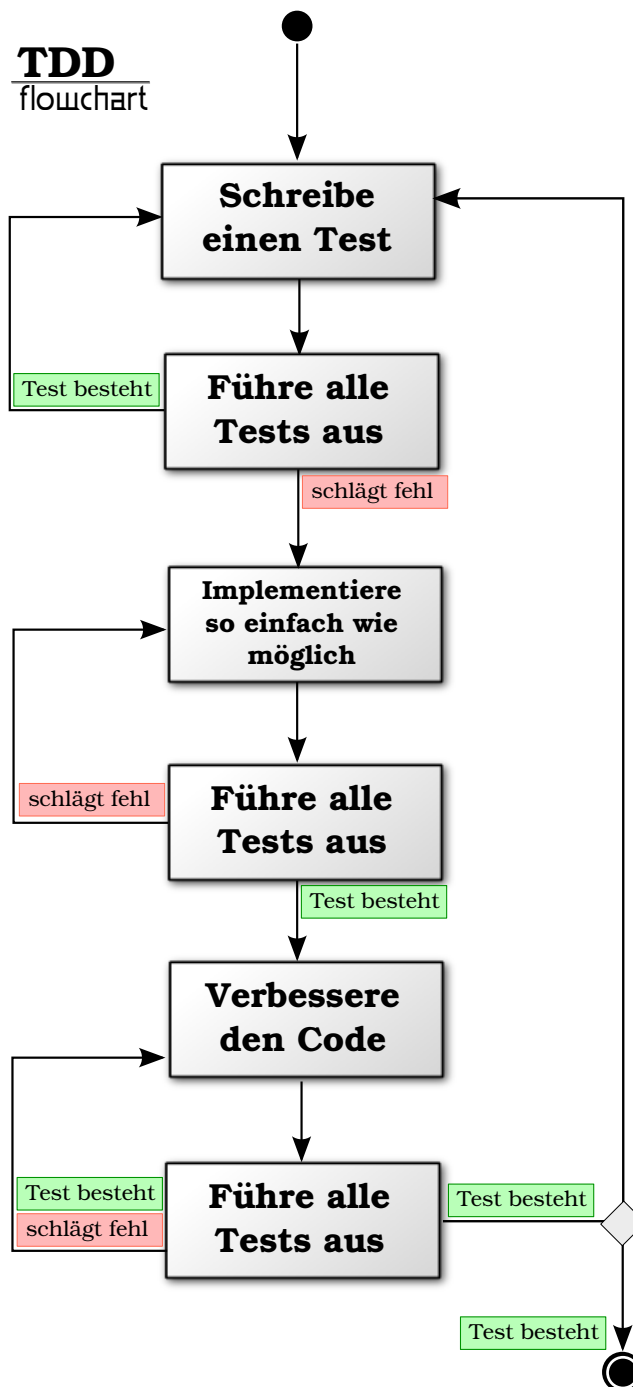 TDD
flowchart
Schreibe
einen Test
Test besteht
Führe alle
Tests aus
schlägt fehl
Implementiere
so einfach wie
möglich
schlägt fehl
Führe alle
Tests aus
Test besteht
Verbessere
den Code
Test besteht
schlägt fehl
Führe alle
Tests aus
Test besteht
Test besteht